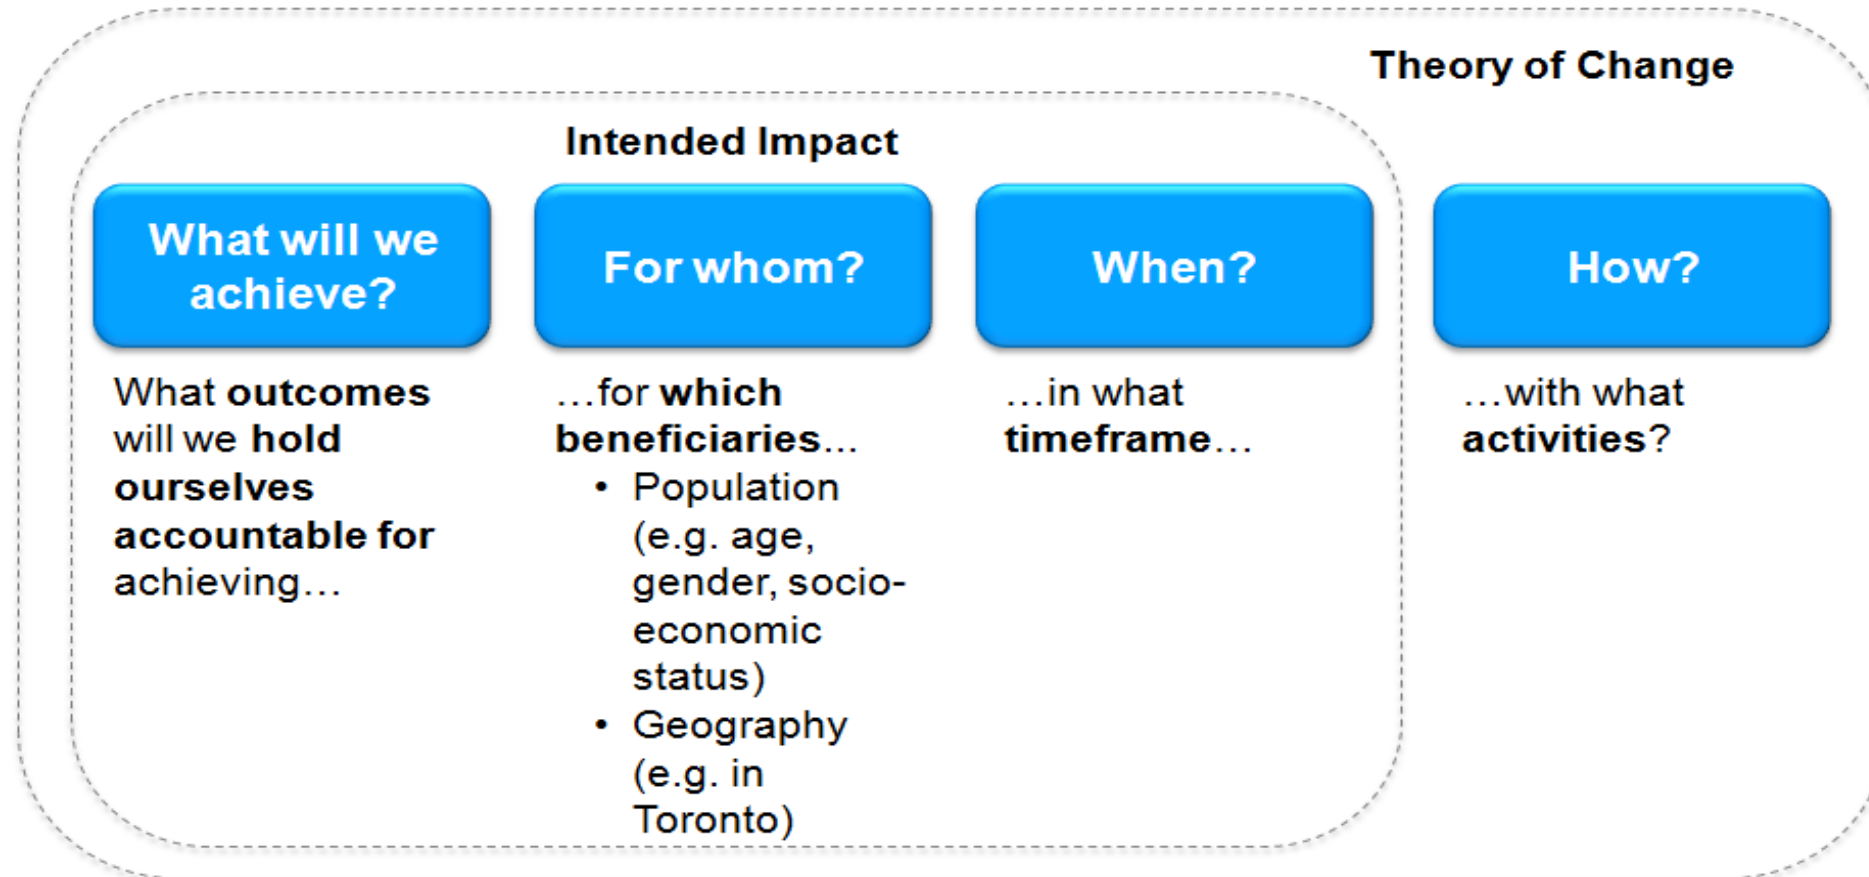 Theory of Change
Intended Impact
What will we
achieve?
For whom?
When?
How?
What outcomes
will we hold
ourselves
accountable for
achieving…
…for which
beneficiaries…
• Population
(e.g. age,
gender, socio-
economic
status)
• Geography
(e.g. in
Toronto)
…in what
timeframe…
…with what
activities?